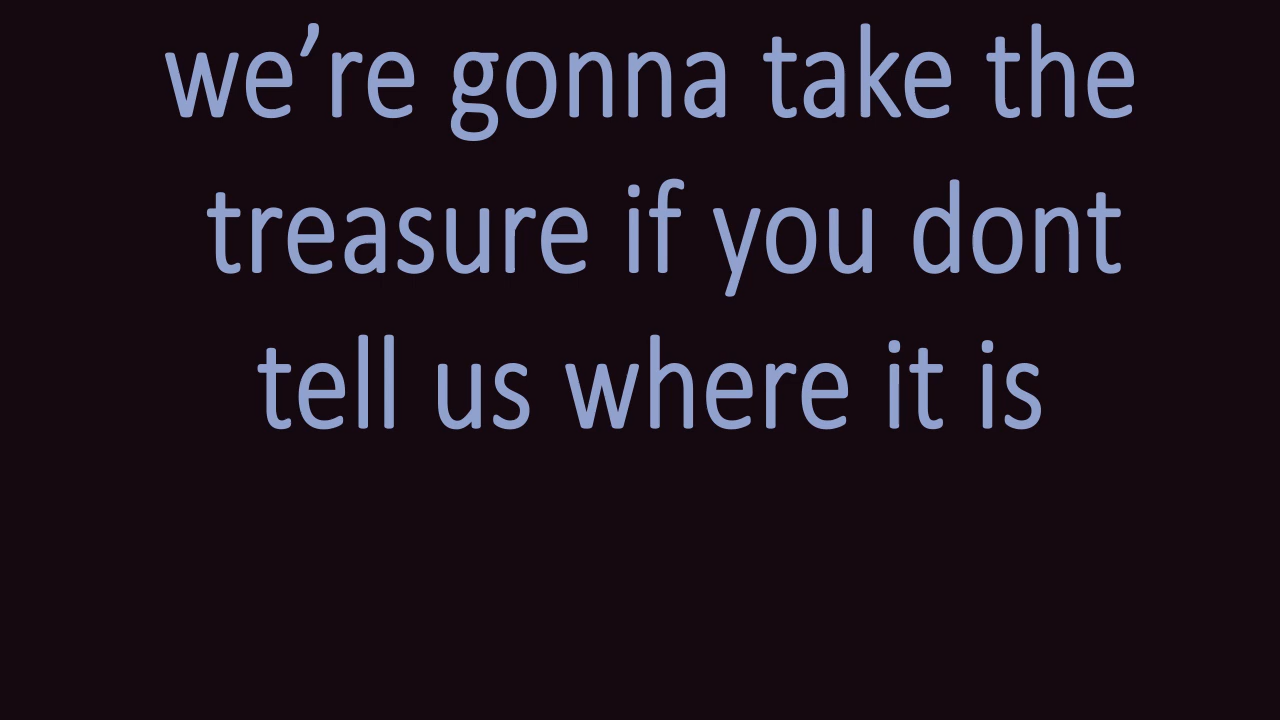 we’re gonna take the
treasure if you dont
tell us where it is